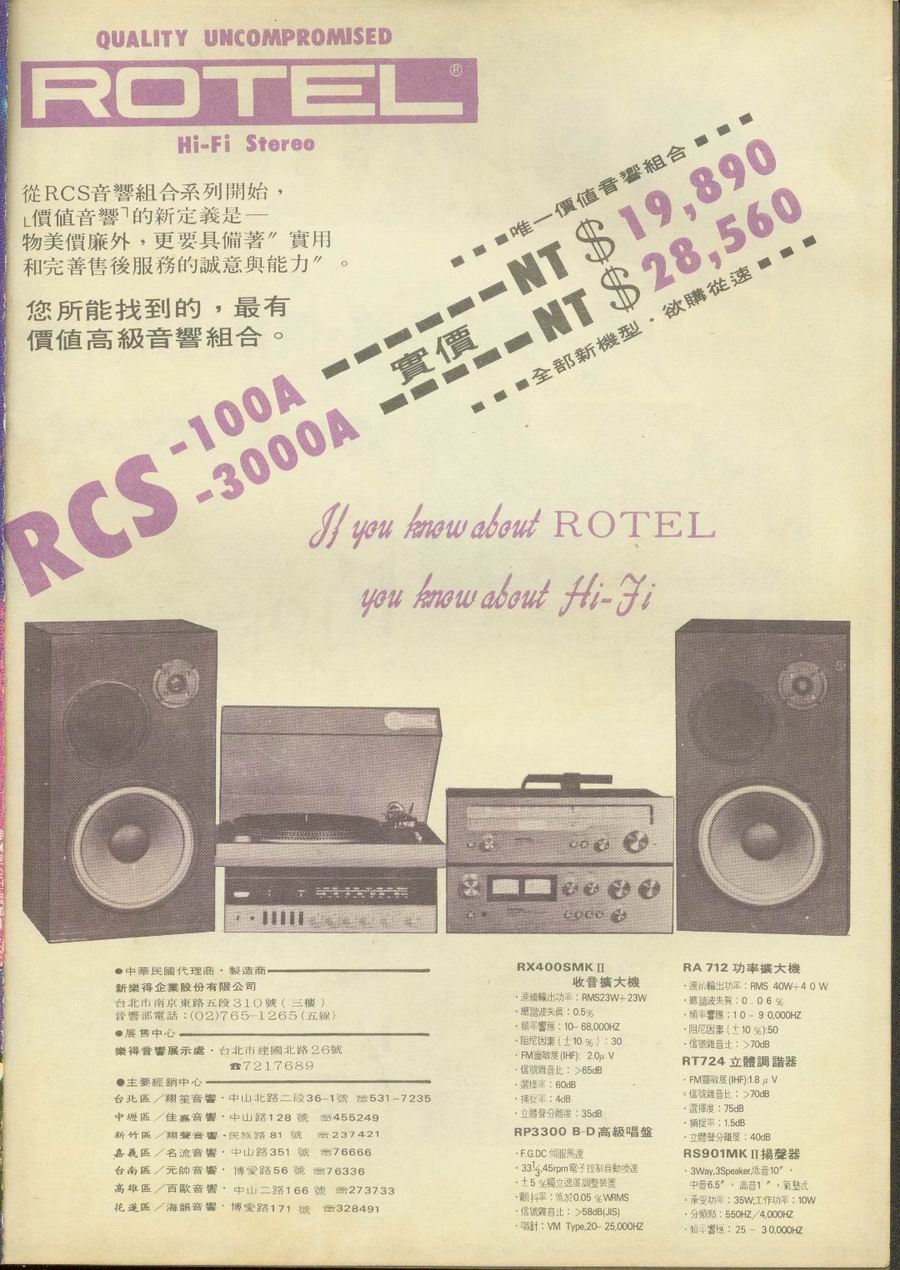 QUALITY UNCOMPROMISED
ROTEL®
Hi-Fi Stereo
從RCS音響組合系列開始，
「價值音響」的新定義是—
物美價廉外，更要具備著〞實用
和完善售後服務的誠意與能力〞。
您所能找到的，最有
價值高級音響組合。
唯一價值音響組合
NT $ 19,890
實價
NT $ 28,560
全部新機型·欲購從速
RCS -100A
-3000A
If you know about ROTEL
you know about Hi-Fi
●中華民國代理商·製造商
新樂得企業股份有限公司
台北市南京東路五段310號(三樓)
音響部電話：(02)765-1265(五線)
●展售中心
樂得音響展示處·台北市建國北路26號
☎7217689
●主要經銷中心
台北區／翔笙音響·中山北路二段36-1號 ☏531-7235
中壢區／佳嘉音響·中山路128 號 ☏455249
新竹區／翔聲音響·民族路81 號 ☏237421
嘉義區／名流音響·中山路351 號 ☏76666
台南區／元帥音響·博愛路56 號 ☏76336
高雄區／百歐音響·中山二路166 號 ☏273733
花蓮區／海韻音響·博愛路171 號 ☏328491
RX400SMKⅡ
收音擴大機
·連續輸出功率：RMS23W+23W
·總諧波失真：0.5%
·頻率響應：10- 68,000HZ
·阻尼因素(±10%)：30
·FM靈敏度(IHF): 2.0μV
·信號雜音比：>65dB
·選擇率：60dB
·捕捉率：4dB
·立體聲分離度：35dB
RP3300 B-D高級唱盤
·F.G.DC 伺服馬達
·33⅓,45rpm電子控制自動變速
·±5%獨立速度調整裝置
·顫抖率：低於0.05%WRMS
·信號雜音比：>58dB(JIS)
·唱針：VM Type,20- 25,000HZ
RA 712 功率擴大機
·連續輸出功率：RMS 40W+40W
·總諧波失真：0.06%
·頻率響應：10-90,000HZ
·阻尼因素(±10%):50
·信號雜音比：>70dB
RT724 立體調諧器
·FM靈敏度(IHF):1.8μV
·信號雜音比：>70dB
·選擇度：75dB
·捕捉率：1.5dB
·立體聲分離度：40dB
RS901MKⅡ揚聲器
·3Way,3Speaker,低音10〞，
中音6.5〞，高音1〞，氣墊式
·承受功率：35W;工作功率：10W
·分頻點：550HZ/4,000HZ
·頻率響應：25-30,000HZ